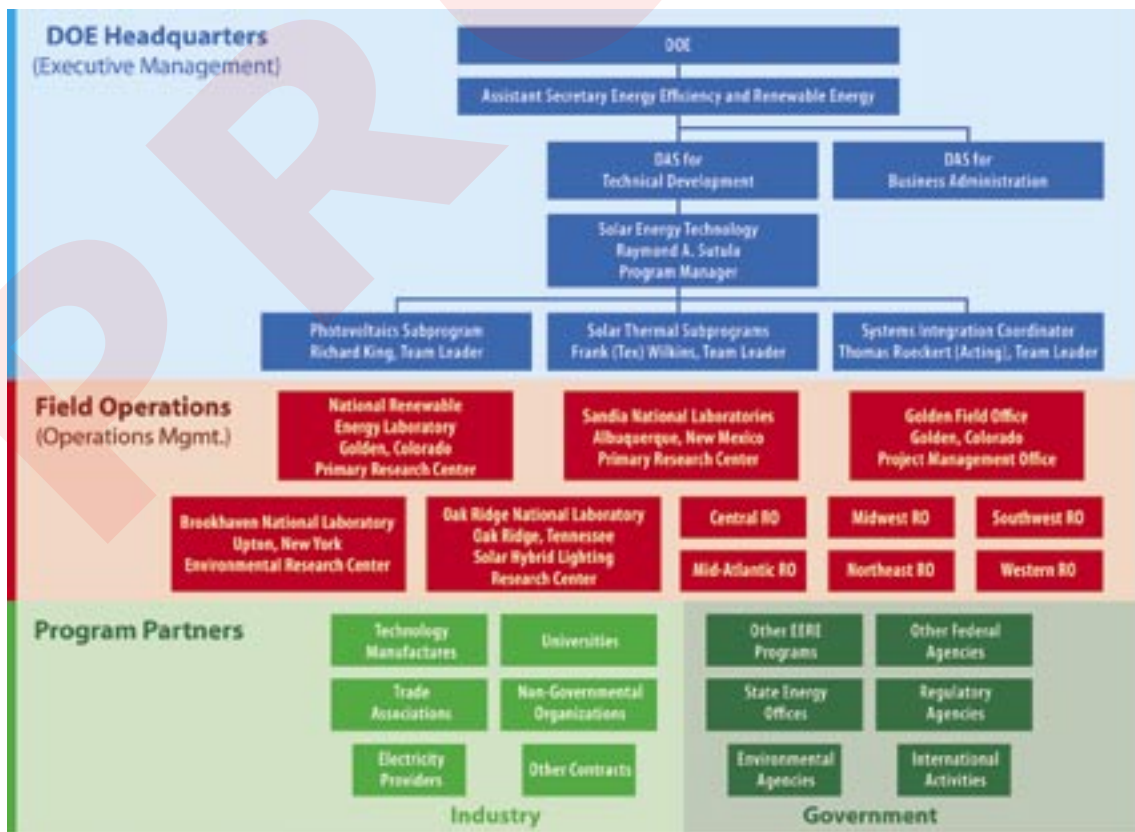 DOE Headquarters
(Executive Management)
DOE
Assistant Secretary Energy Efficiency and Renewable Energy
DAS for
Technical Development
DAS for
Business Administration
Solar Energy Technology
Raymond A. Sutula
Program Manager
Photovoltaics Subprogram
Richard King, Team Leader
Solar Thermal Subprograms
Frank (Tex) Wilkins, Team Leader
Systems Integration Coordinator
Thomas Rueckert (Acting), Team Leader
Field Operations
(Operations Mgmt.)
National Renewable
Energy Laboratory
Golden, Colorado
Primary Research Center
Sandia National Laboratories
Albuquerque, New Mexico
Primary Research Center
Golden Field Office
Golden, Colorado
Project Management Office
Brookhaven National Laboratory
Upton, New York
Environmental Research Center
Oak Ridge National Laboratory
Oak Ridge, Tennessee
Solar Hybrid Lighting
Research Center
Central RO
Midwest RO
Southwest RO
Mid-Atlantic RO
Northeast RO
Western RO
Program Partners
Technology
Manufactures
Universities
Other EERE
Programs
Other Federal
Agencies
Trade
Associations
Non-Governmental
Organizations
State Energy
Offices
Regulatory
Agencies
Electricity
Providers
Other Contracts
Environmental
Agencies
International
Activities
Industry
Government